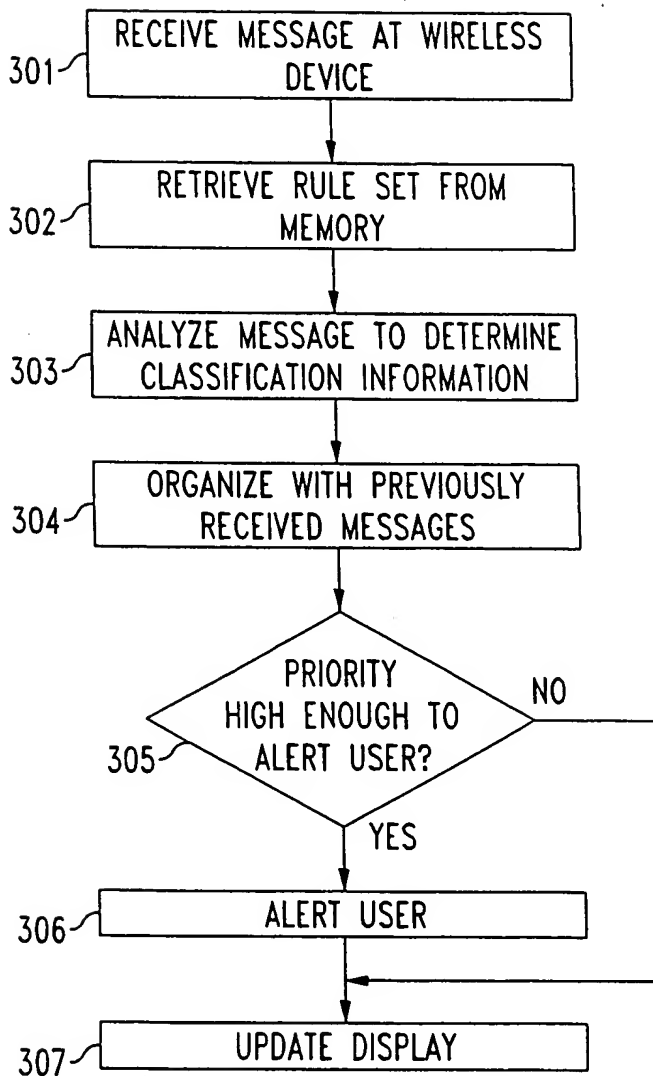 RECEIVE MESSAGE AT WIRELESS
DEVICE
301
RETRIEVE RULE SET FROM
MEMORY
302
ANALYZE MESSAGE TO DETERMINE
CLASSIFICATION INFORMATION
303
ORGANIZE WITH PREVIOUSLY
RECEIVED MESSAGES
304
PRIORITY
HIGH ENOUGH TO
ALERT USER?
305
NO
YES
ALERT USER
306
UPDATE DISPLAY
307